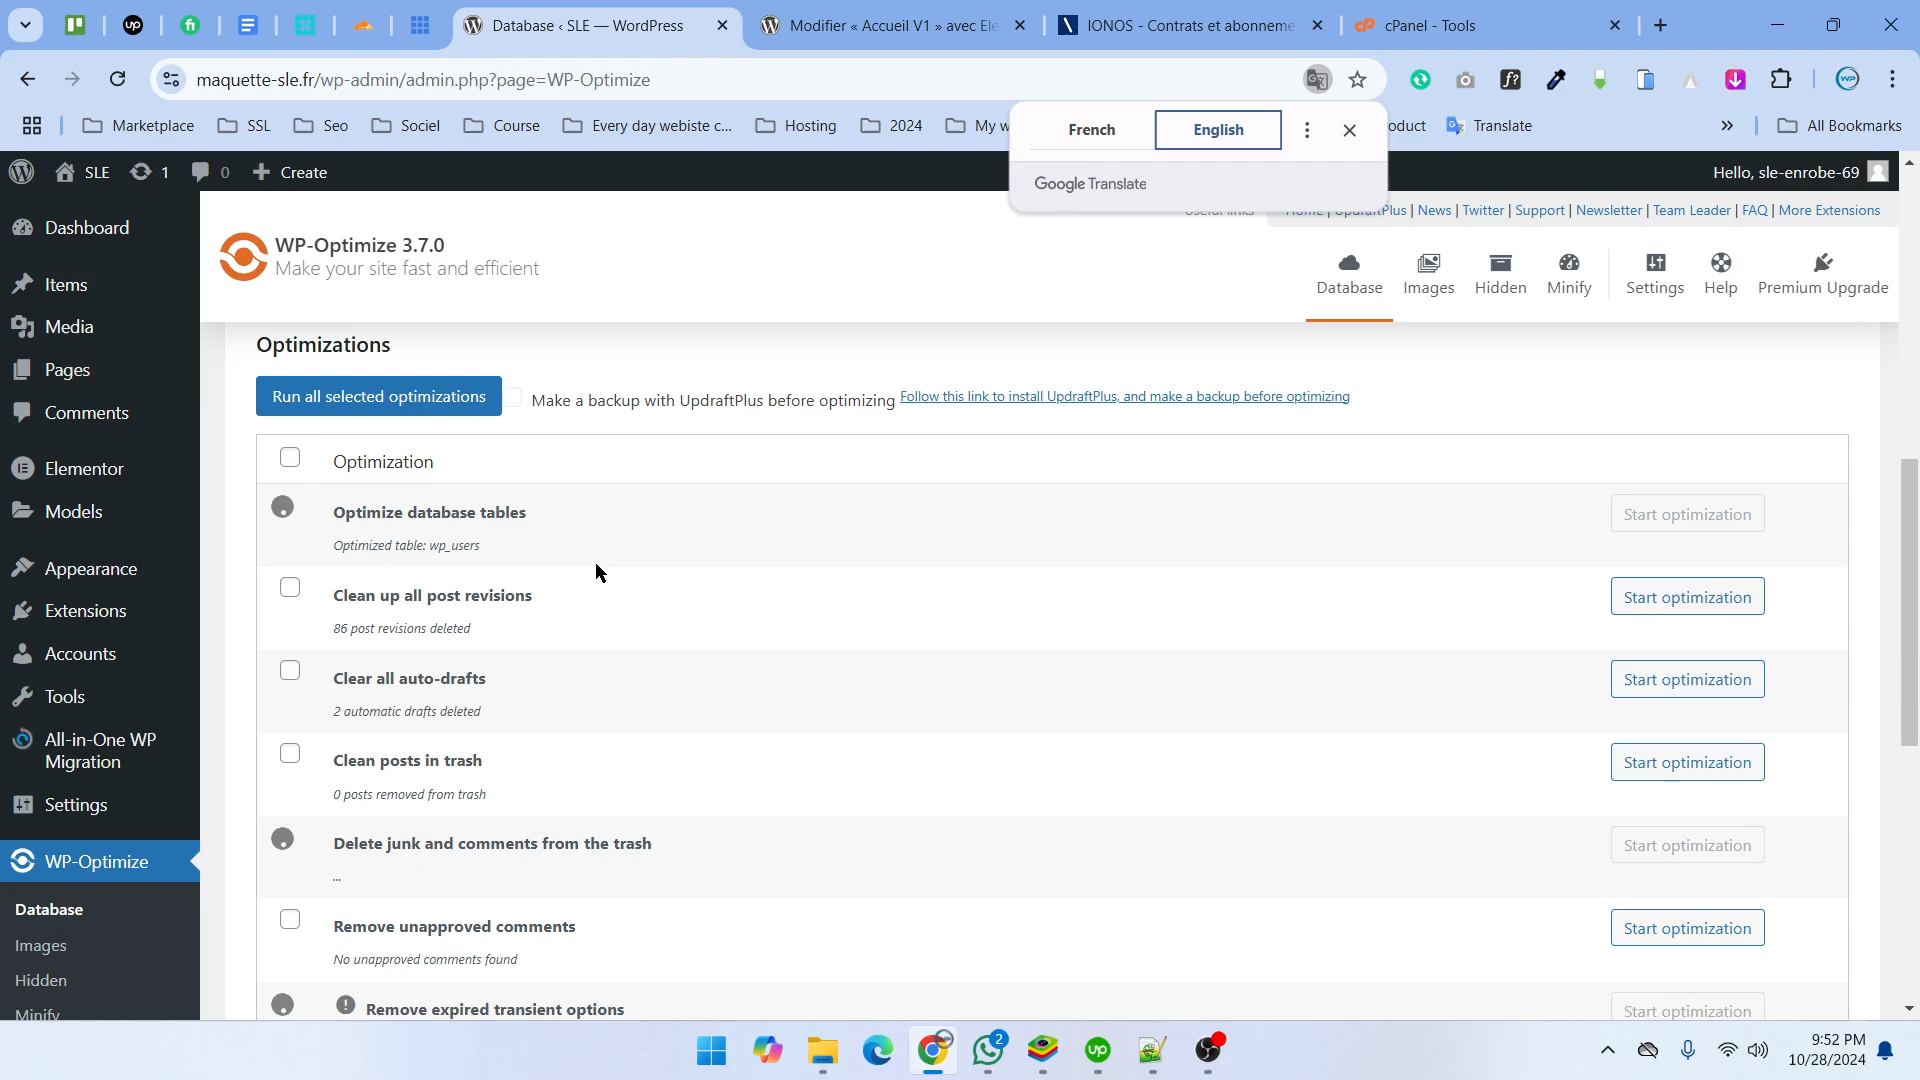 Database ‹ SLE — WordPress
Modifier « Accueil V1 » avec Ele
IONOS - Contrats et abonneme
cPanel - Tools
maquette-sle.fr/wp-admin/admin.php?page=WP-Optimize
Marketplace
SSL
Seo
Sociel
Course
Every day webiste c...
Hosting
2024
My w
oduct
Translate
All Bookmarks
French
English
Google Translate
SLE
1
0
Create
Hello, sle-enrobe-69
Home | UpdraftPlus | News | Twitter | Support | Newsletter | Team Leader | FAQ | More Extensions
WP-Optimize 3.7.0
Make your site fast and efficient
Database
Images
Hidden
Minify
Settings
Help
Premium Upgrade
Dashboard
Items
Media
Pages
Comments
Elementor
Models
Appearance
Extensions
Accounts
Tools
All-in-One WP
Migration
Settings
WP-Optimize
Database
Images
Hidden
Minify
Optimizations
Run all selected optimizations
Make a backup with UpdraftPlus before optimizing Follow this link to install UpdraftPlus, and make a backup before optimizing
Optimization
Optimize database tables
Optimized table: wp_users
Start optimization
Clean up all post revisions
86 post revisions deleted
Start optimization
Clear all auto-drafts
2 automatic drafts deleted
Start optimization
Clean posts in trash
0 posts removed from trash
Start optimization
Delete junk and comments from the trash
...
Start optimization
Remove unapproved comments
No unapproved comments found
Start optimization
Remove expired transient options
Start optimization
2
9:52 PM
10/28/2024